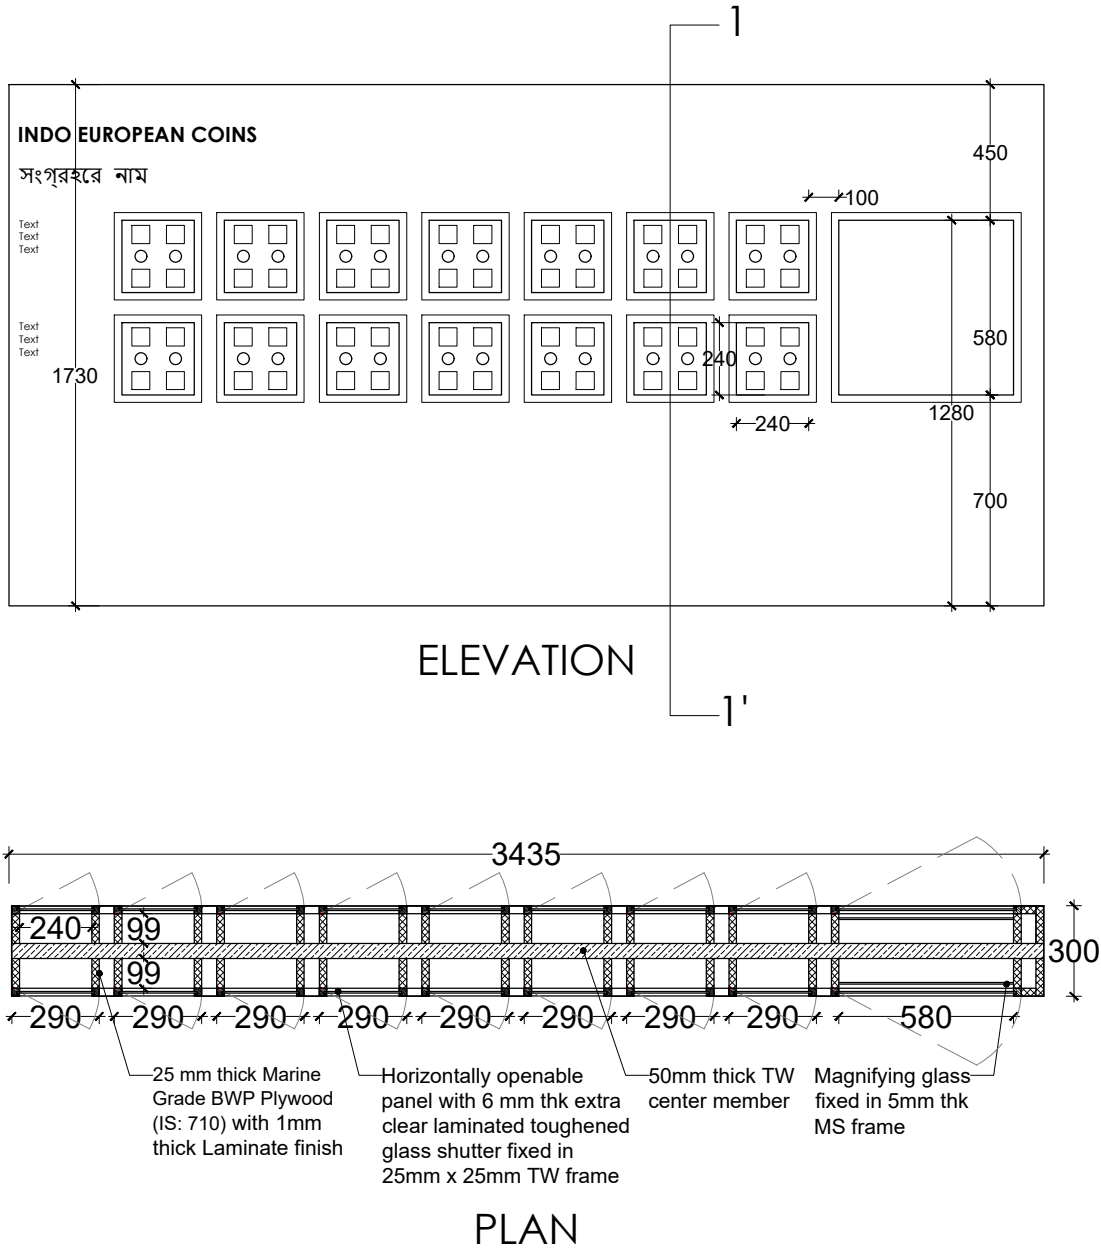 1
INDO EUROPEAN COINS
সংগ্রহরে নাম
450
100
Text
Text
Text
Text
Text
Text
1730
240
580
1280
240
700
ELEVATION
1'
3435
240
99
300
99
290
290
290
290
290
290
290
290
580
25 mm thick Marine
Grade BWP Plywood
(IS: 710) with 1mm
thick Laminate finish
Horizontally openable
panel with 6 mm thk extra
clear laminated toughened
glass shutter fixed in
25mm x 25mm TW frame
50mm thick TW
center member
Magnifying glass
fixed in 5mm thk
MS frame
PLAN